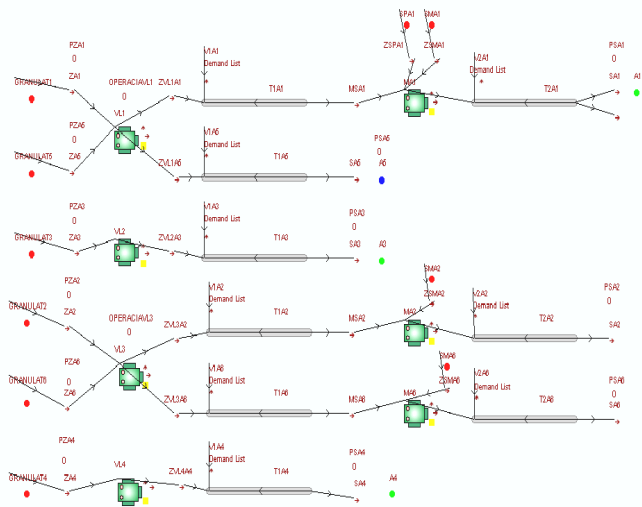 SPA1 SMA1
PZA1 V1A1 ZSPA1 ZSMA1 V2A1 PSA1
0 Demand List Demand List 0
GRANULAT1 ZA1 OPERACIAVL1 ZVL1A1 T1A1 MSA1 MA1 T2A1 SA1 A1
0
PZA5 VL1 V1A5 PSA5
0 Demand List 0
GRANULAT5 ZA5 ZVL1A5 T1A5 SA5 A5
PZA3 V1A3 PSA3
0 VL2 Demand List 0
GRANULAT3 ZA3 ZVL2A3 T1A3 SA3 A3
SMA2
PZA2 V1A2 ZSMA2 V2A2 PSA2
0 Demand List Demand List 0
GRANULAT2 ZA2 OPERACIAVL3 ZVL3A2 T1A2 MSA2 MA2 T2A2 SA2
0
VL3 SMA6
PZA6 V1A6 ZSMA6 V2A6 PSA6
0 Demand List Demand List 0
GRANULAT6 ZA6 ZVL3A6 T1A6 MSA6 MA6 T2A6 SA6
PZA4 V1A4 PSA4
0 VL4 Demand List 0
GRANULAT4 ZA4 ZVL4A4 T1A4 SA4 A4